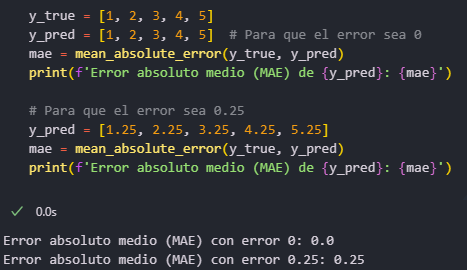 y_true = [1, 2, 3, 4, 5]
y_pred = [1, 2, 3, 4, 5]  # Para que el error sea 0
mae = mean_absolute_error(y_true, y_pred)
print(f'Error absoluto medio (MAE) de {y_pred}: {mae}')

# Para que el error sea 0.25
y_pred = [1.25, 2.25, 3.25, 4.25, 5.25]
mae = mean_absolute_error(y_true, y_pred)
print(f'Error absoluto medio (MAE) de {y_pred}: {mae}')

✓ 0.0s

Error absoluto medio (MAE) con error 0: 0.0
Error absoluto medio (MAE) con error 0.25: 0.25